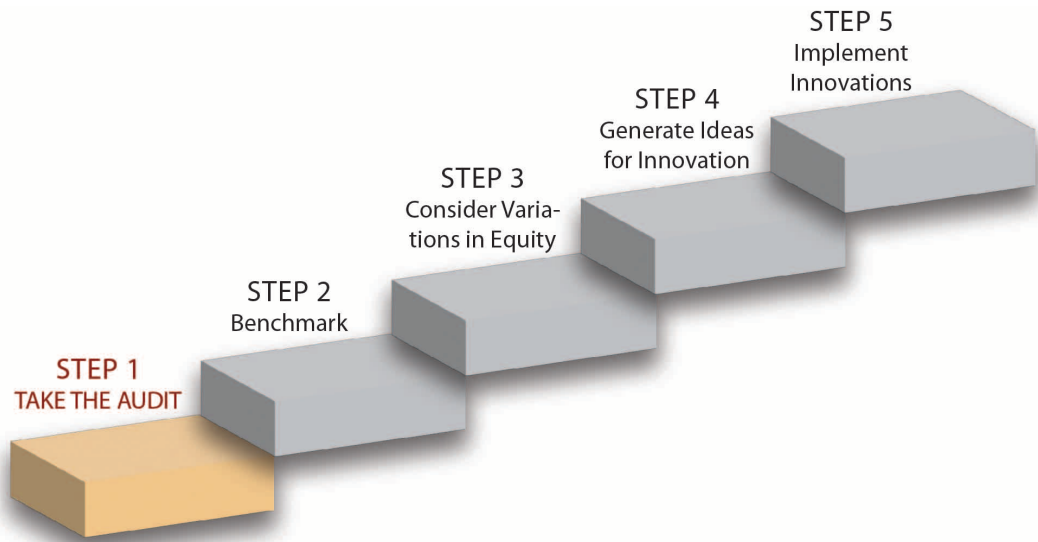 STEP 1
TAKE THE AUDIT
STEP 2
Benchmark
STEP 3
Consider Varia-
tions in Equity
STEP 4
Generate Ideas
for Innovation
STEP 5
Implement
Innovations